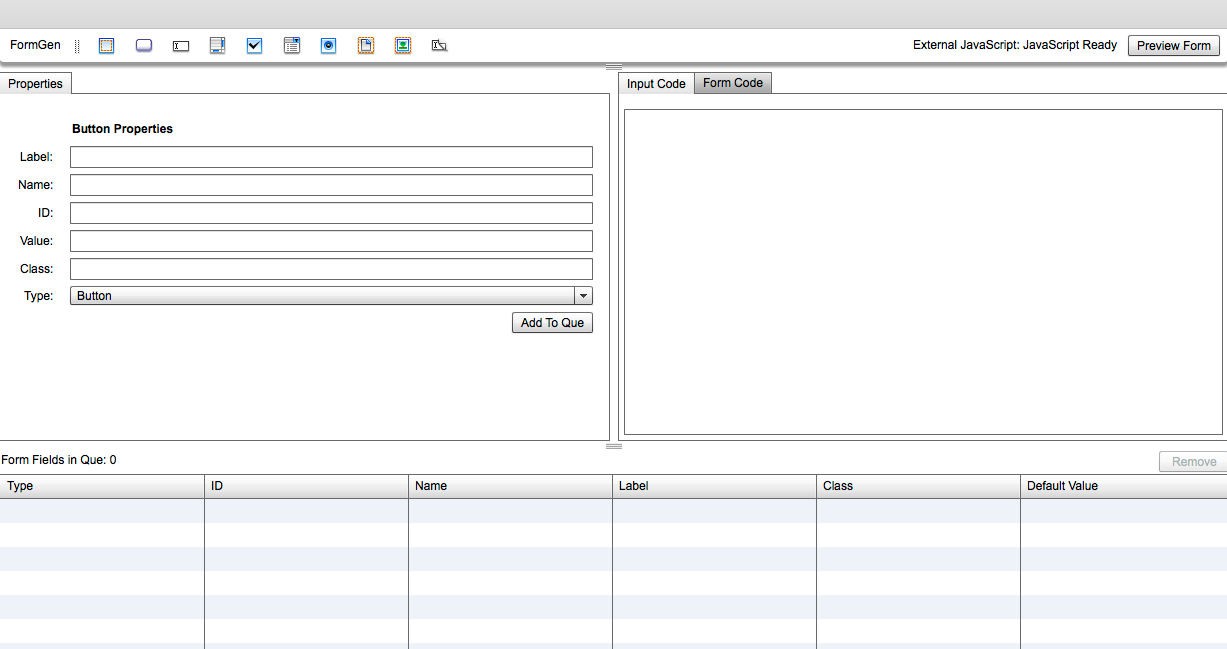 FormGen External JavaScript: JavaScript Ready Preview Form
Properties
Input Code Form Code
Button Properties
Label:
Name:
ID:
Value:
Class:
Type: Button
Add To Que
Form Fields in Que: 0
Remove
Type ID Name Label Class Default Value